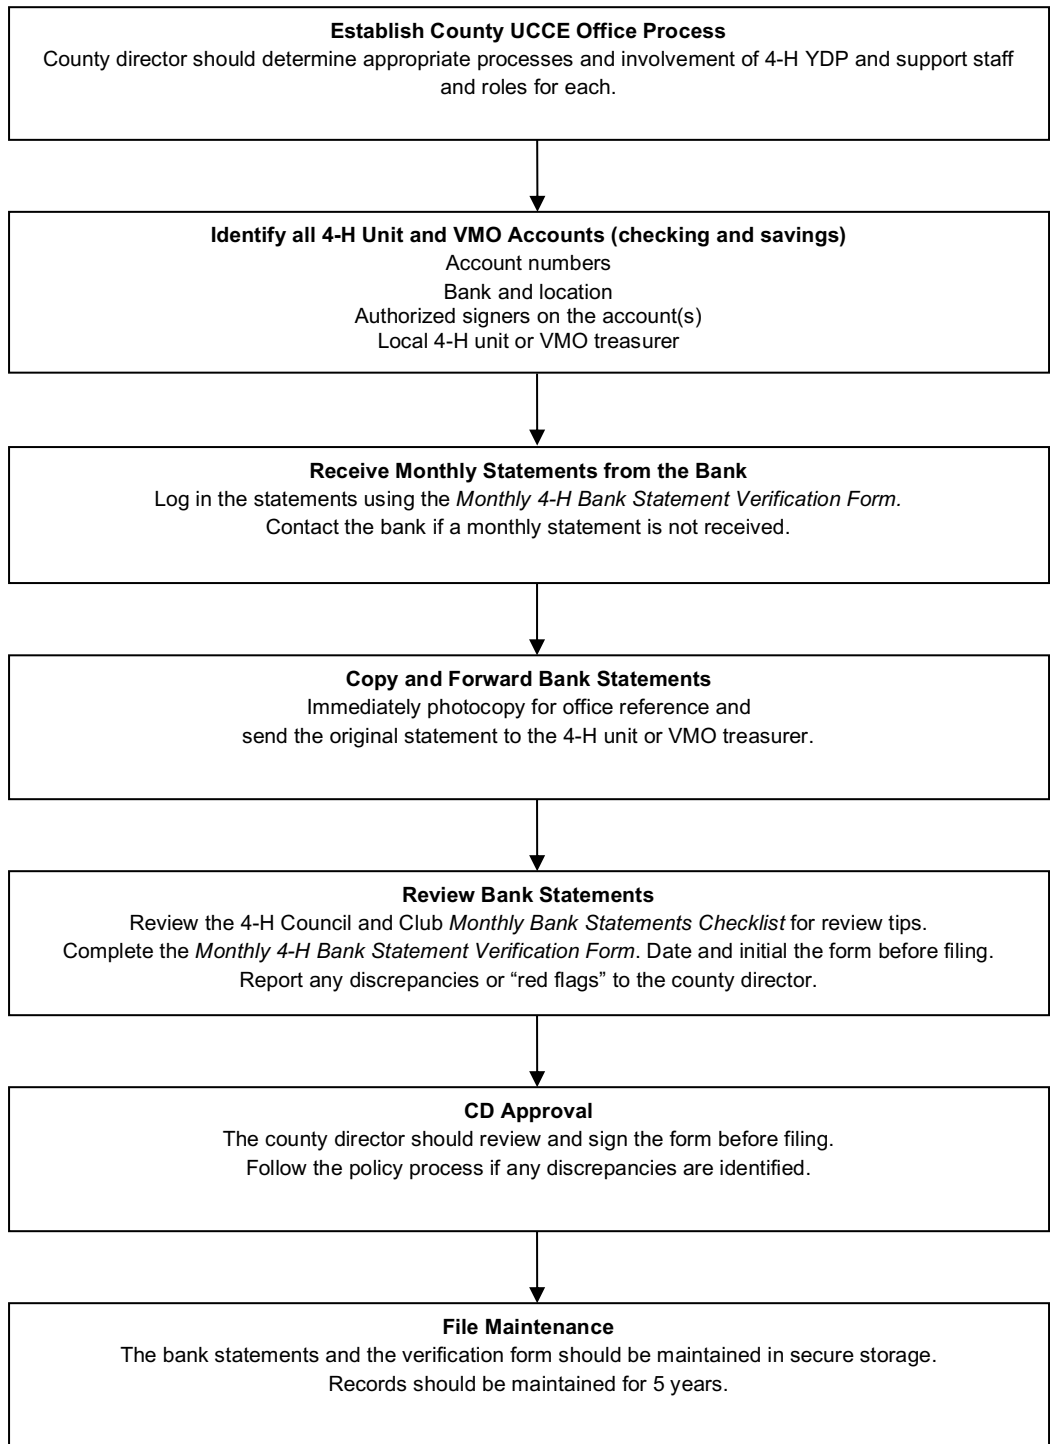 Establish County UCCE Office Process
County director should determine appropriate processes and involvement of 4-H YDP and support staff
and roles for each.
Identify all 4-H Unit and VMO Accounts (checking and savings)
Account numbers
Bank and location
Authorized signers on the account(s)
Local 4-H unit or VMO treasurer
Receive Monthly Statements from the Bank
Log in the statements using the Monthly 4-H Bank Statement Verification Form.
Contact the bank if a monthly statement is not received.
Copy and Forward Bank Statements
Immediately photocopy for office reference and
send the original statement to the 4-H unit or VMO treasurer.
Review Bank Statements
Review the 4-H Council and Club Monthly Bank Statements Checklist for review tips.
Complete the Monthly 4-H Bank Statement Verification Form. Date and initial the form before filing.
Report any discrepancies or “red flags” to the county director.
CD Approval
The county director should review and sign the form before filing.
Follow the policy process if any discrepancies are identified.
File Maintenance
The bank statements and the verification form should be maintained in secure storage.
Records should be maintained for 5 years.